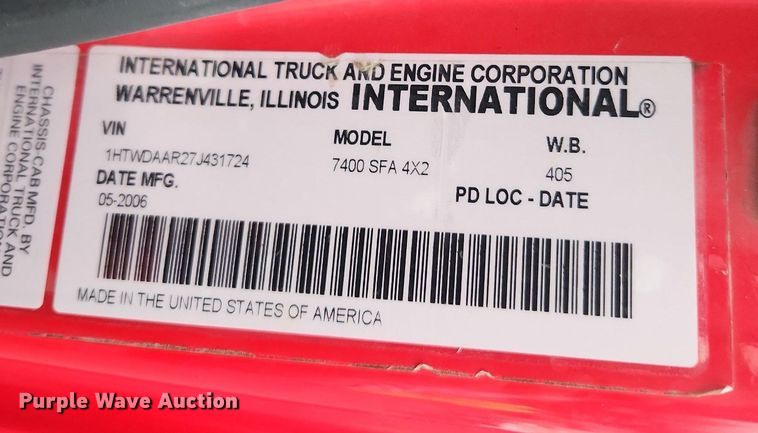 INTERNATIONAL TRUCK AND ENGINE CORPORATION
WARRENVILLE, ILLINOIS INTERNATIONAL®
VIN MODEL W.B.
1HTWDAAR27J431724 7400 SFA 4X2 405
DATE MFG. PD LOC - DATE
05-2006
MADE IN THE UNITED STATES OF AMERICA
CHASSIS-CAB MFD. BY
INTERNATIONAL TRUCK AND
ENGINE CORPORATION
Purple Wave Auction